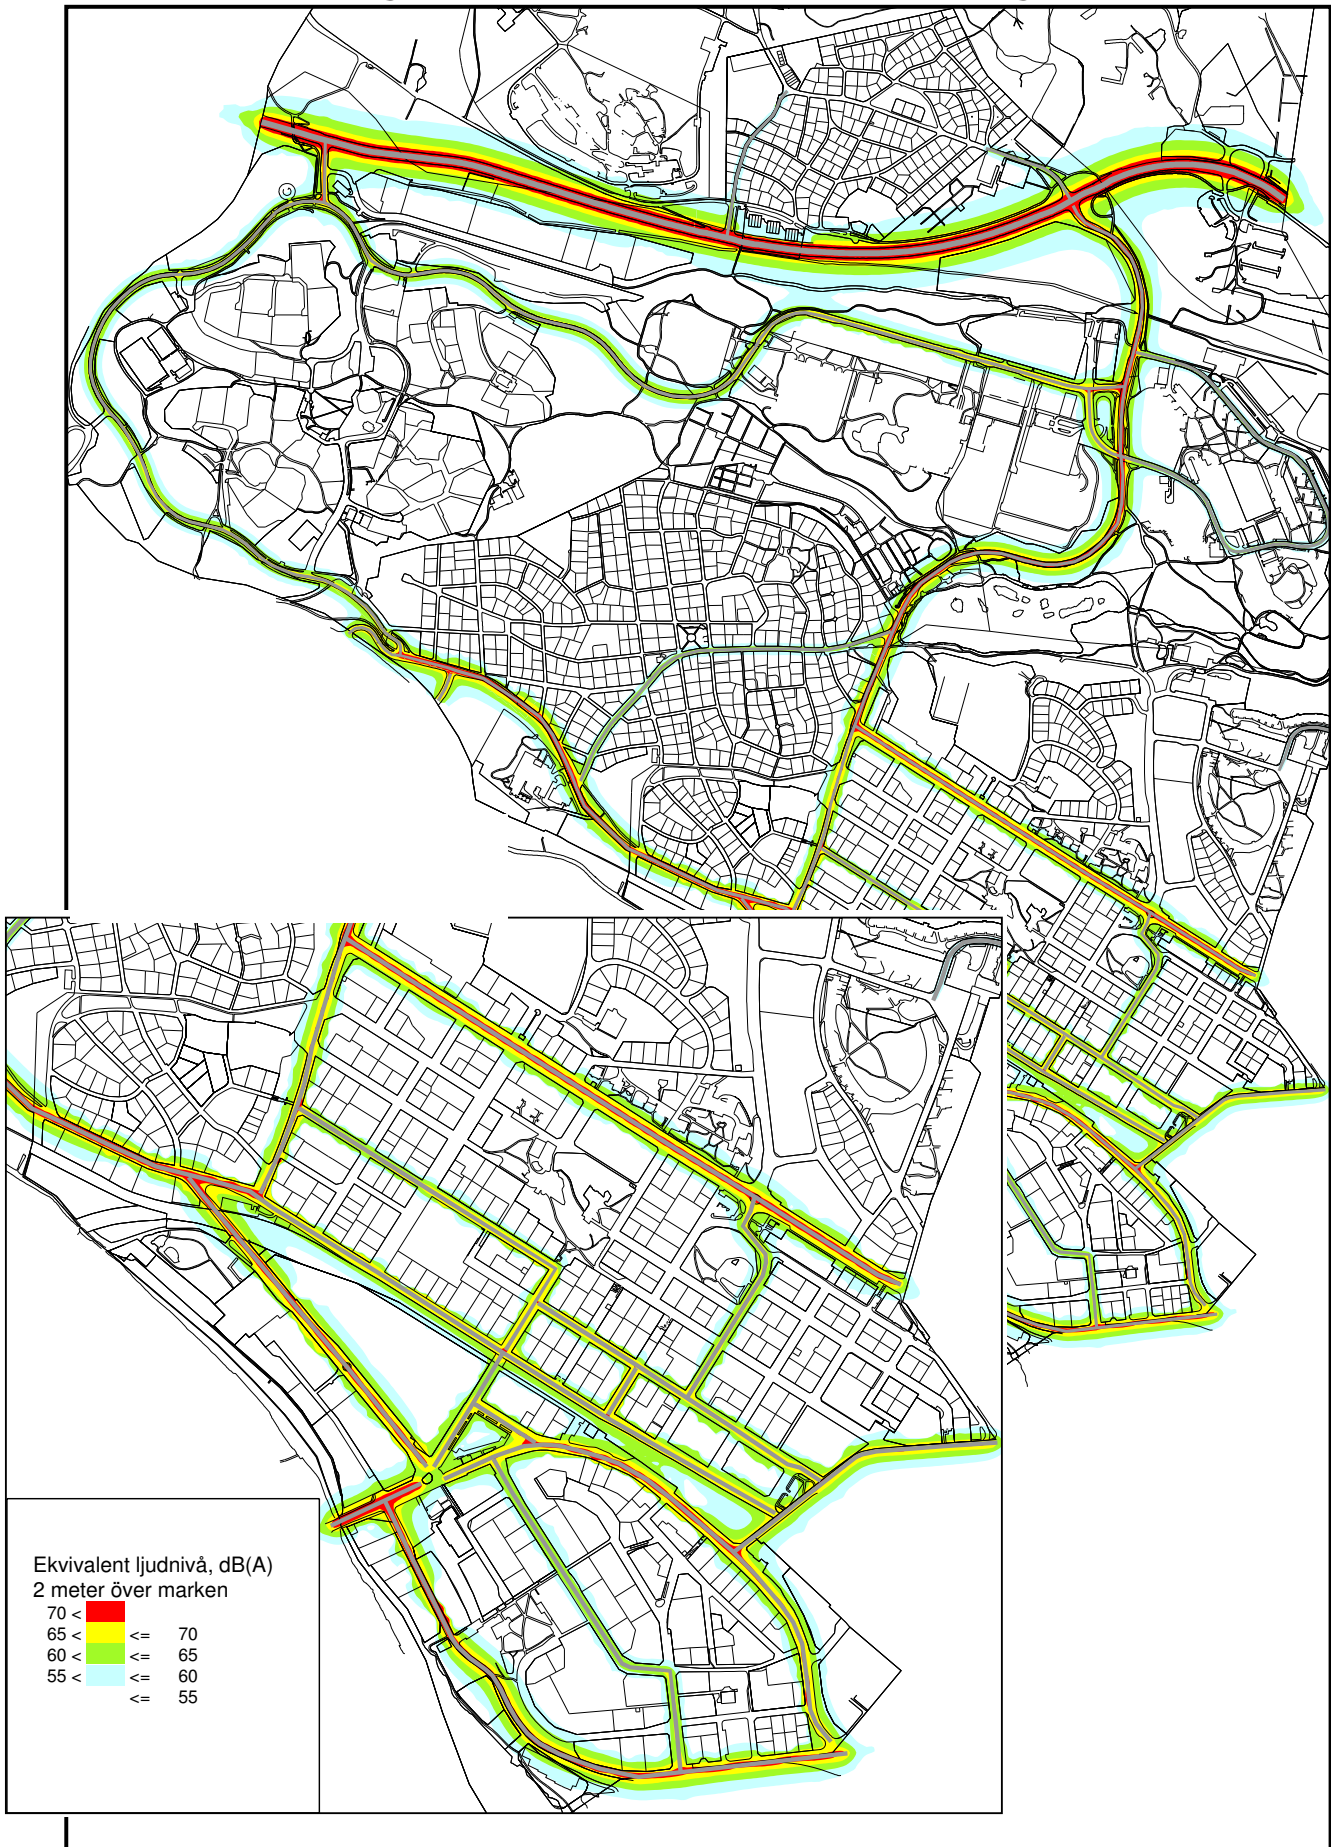 Ekvivalent ljudnivå, dB(A)
2 meter över marken
70 <
65 < <= 70
60 < <= 65
55 < <= 60
<= 55